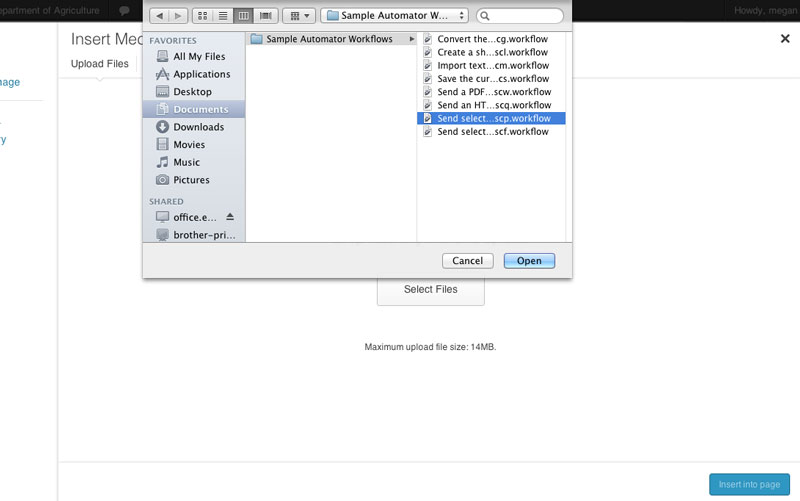 epartment of Agriculture
Howdy, megan
Sample Automator W...
Insert Med
Upload Files
nage
ry
FAVORITES
All My Files
Applications
Desktop
Documents
Downloads
Movies
Music
Pictures
SHARED
office.e...
brother-pri...
Sample Automator Workflows
Convert the...cg.workflow
Create a sh...scl.workflow
Import text...cm.workflow
Save the cur...cs.workflow
Send a PDF...scw.workflow
Send an HT...scq.workflow
Send select...scp.workflow
Send select...scf.workflow
Cancel
Open
Select Files
Maximum upload file size: 14MB.
Insert into page